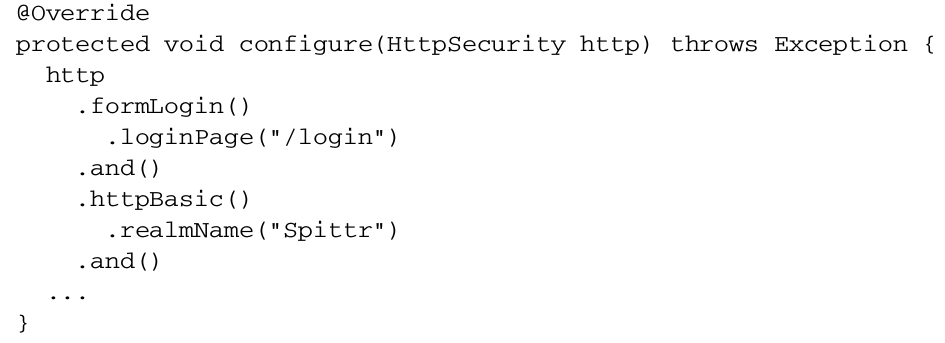 @Override
protected void configure(HttpSecurity http) throws Exception {
  http
    .formLogin()
      .loginPage("/login")
    .and()
    .httpBasic()
      .realmName("Spittr")
    .and()
  ...
}